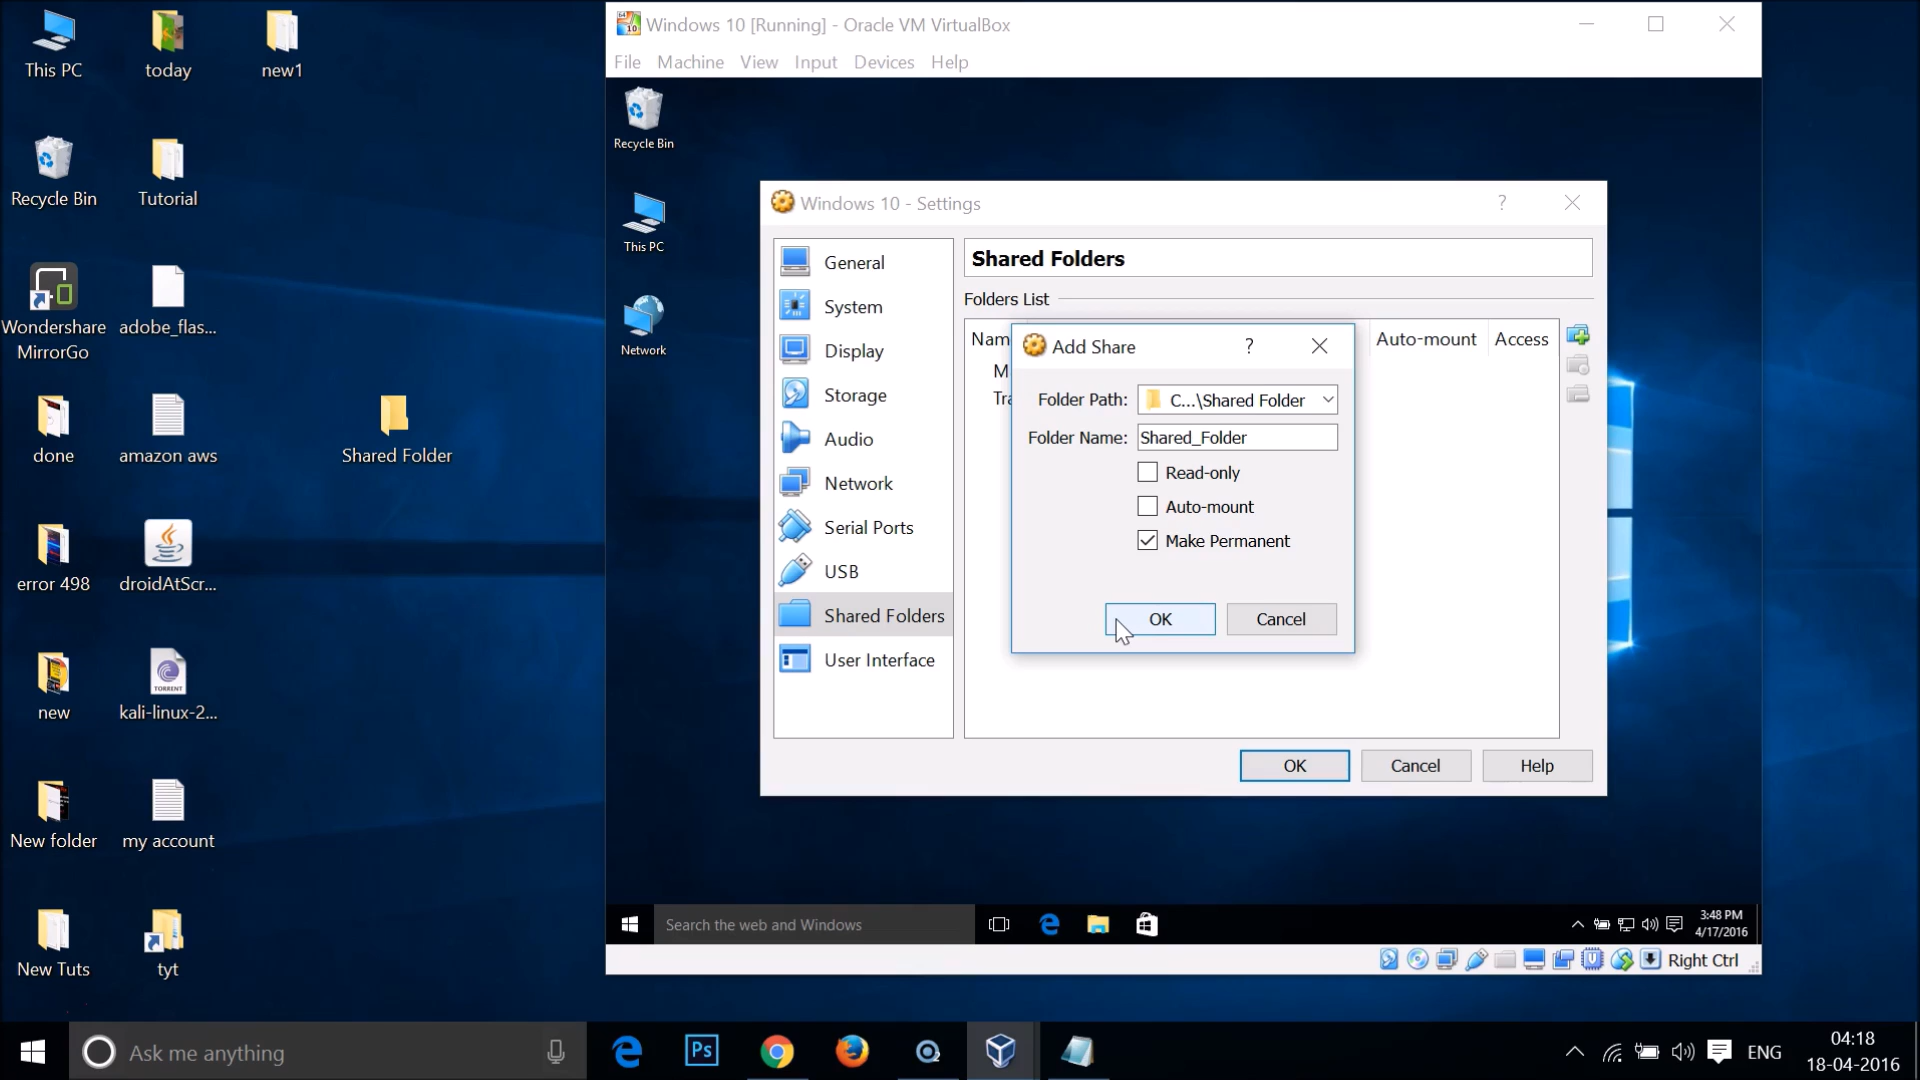 This PC
today
new1
Recycle Bin
Tutorial
Wondershare
MirrorGo
adobe_flas...
done
amazon aws
Shared Folder
error 498
droidAtScr...
TORRENT
new
kali-linux-2...
New folder
my account
New Tuts
tyt
Windows 10 [Running] - Oracle VM VirtualBox
File Machine View Input Devices Help
Recycle Bin
This PC
Network
Windows 10 - Settings
?
General
System
Display
Storage
Audio
Network
Serial Ports
USB
Shared Folders
User Interface
Shared Folders
Folders List
Nam
Auto-mount
Access
M
Tra
Add Share
?
Folder Path: C...\Shared Folder
Folder Name: Shared_Folder
Read-only
Auto-mount
Make Permanent
OK
Cancel
OK
Cancel
Help
Search the web and Windows
3:48 PM
4/17/2016
Right Ctrl
Ask me anything
Ps
ENG
04:18
18-04-2016